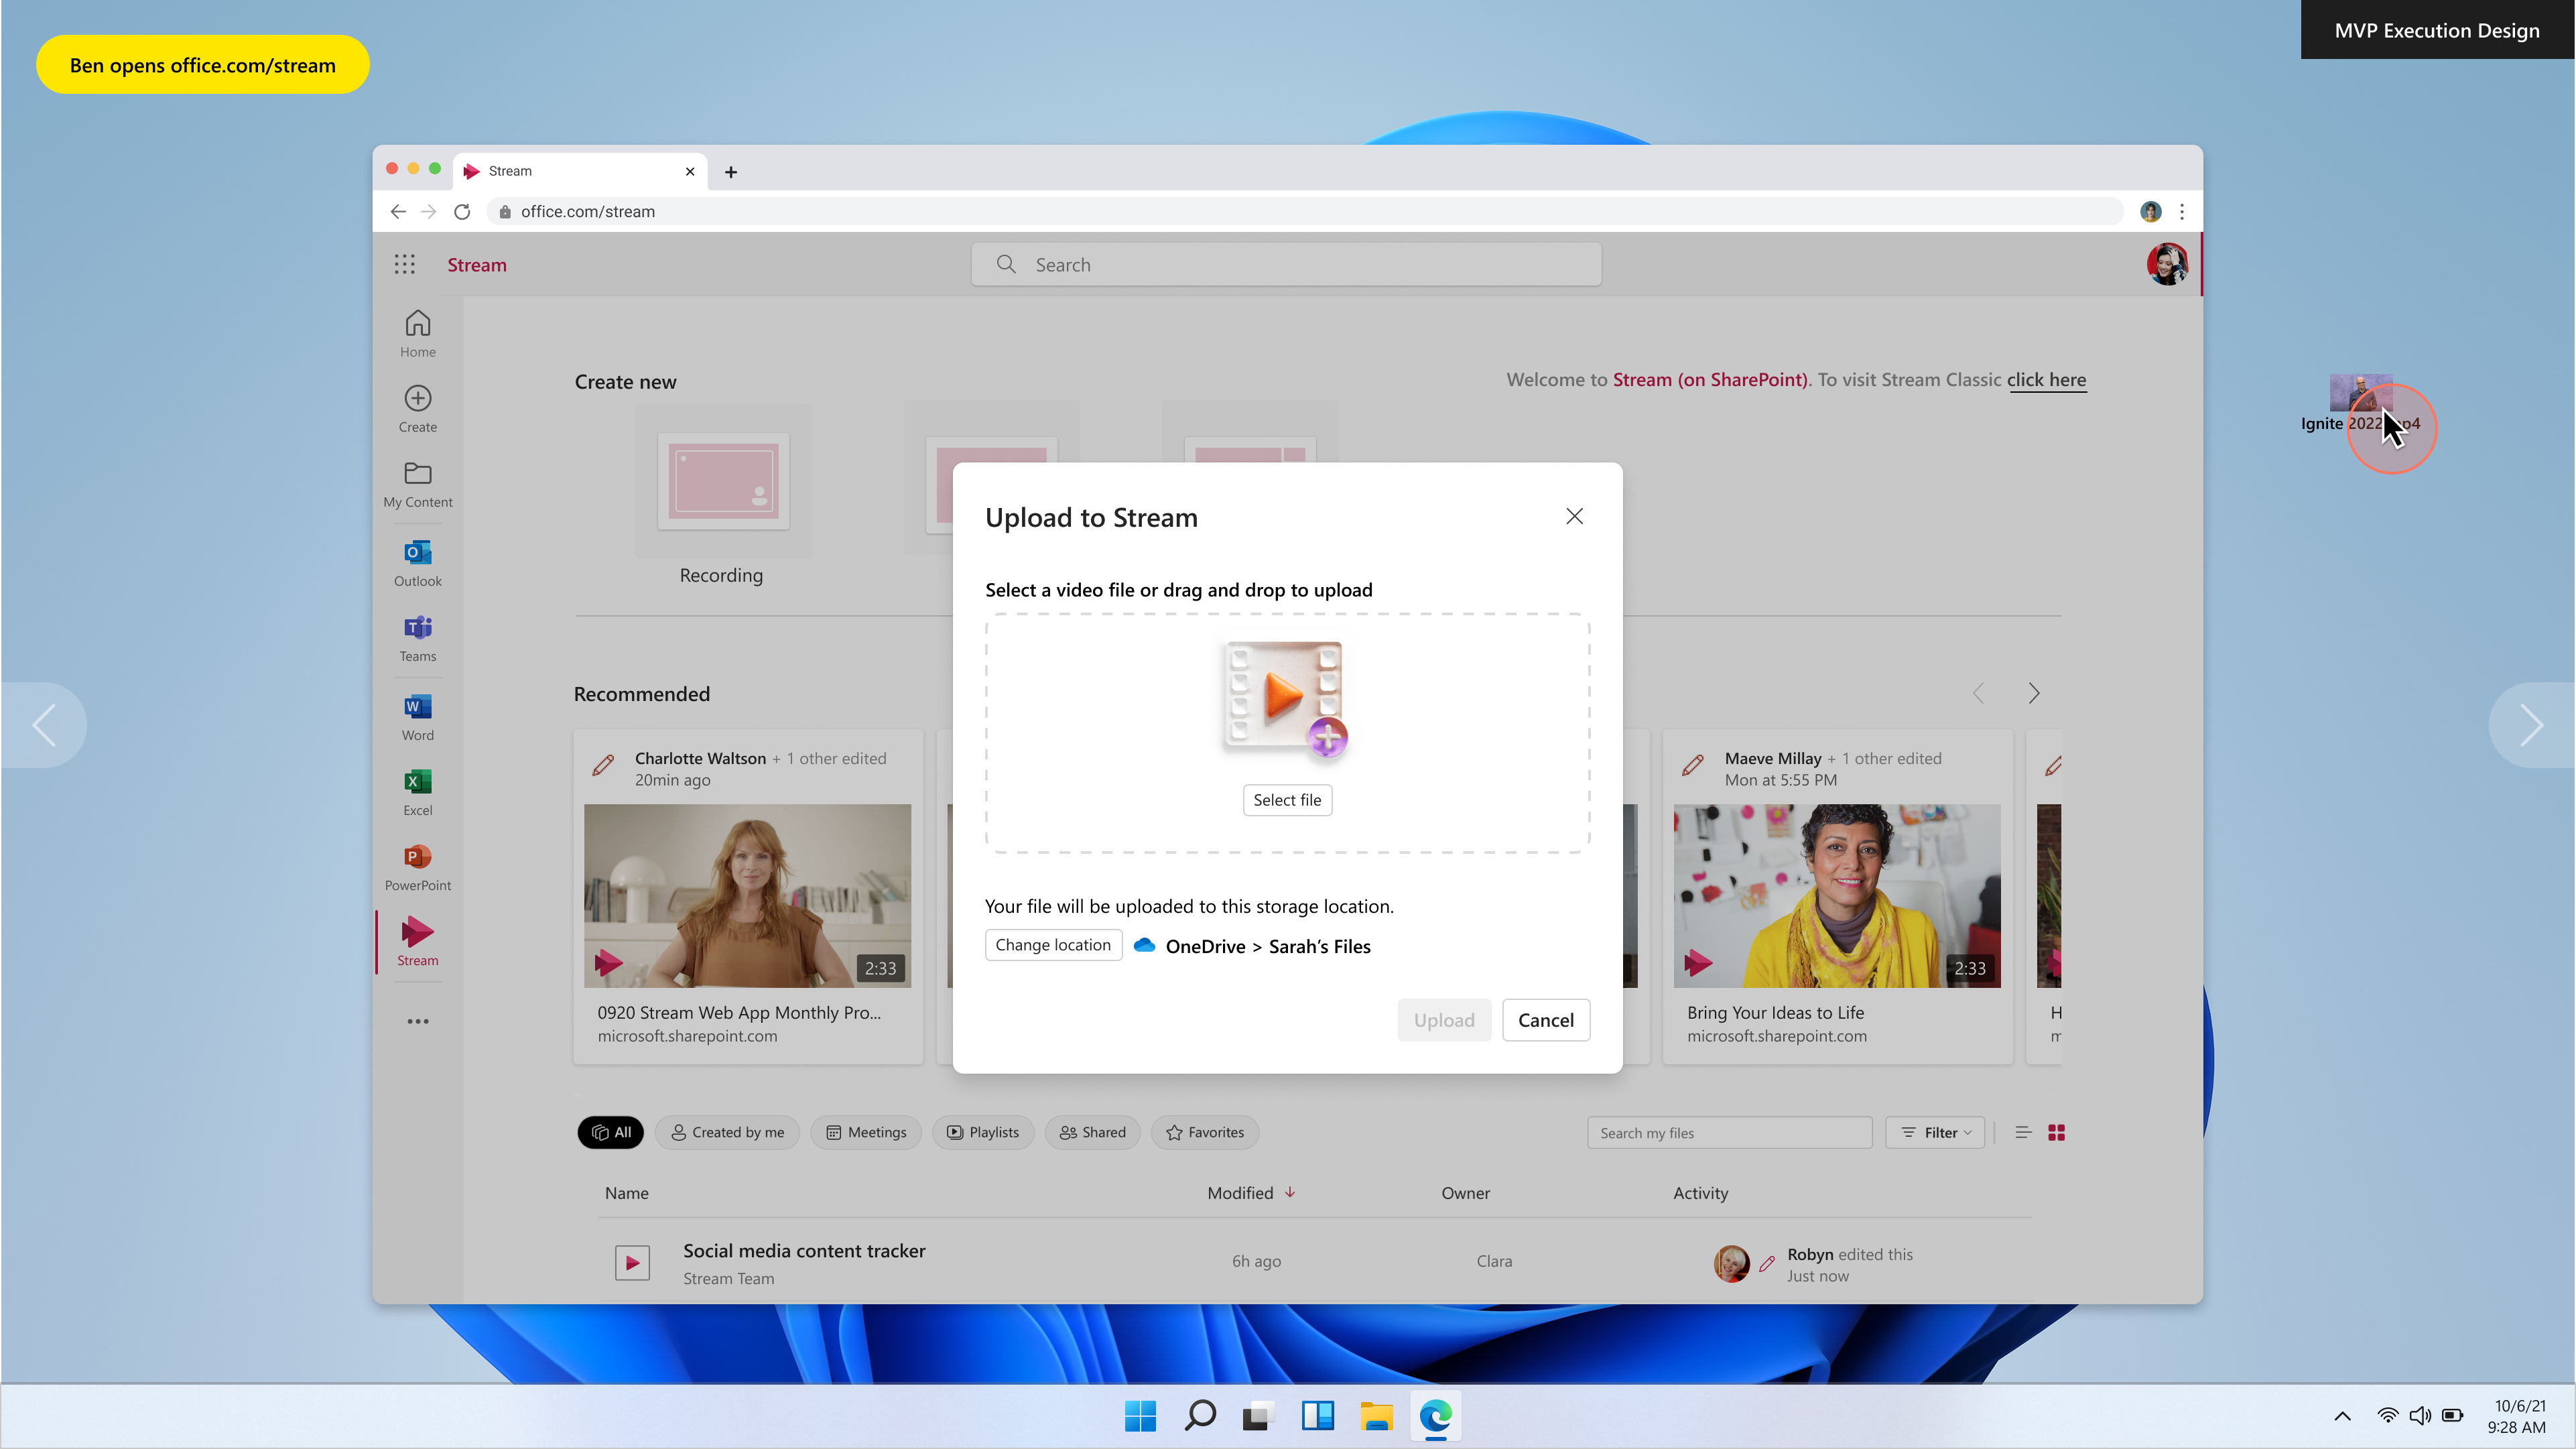 MVP Execution Design
Ben opens office.com/stream
Stream
office.com/stream
Stream
Search
Home
Create
My Content
Outlook
Teams
Word
Excel
PowerPoint
Stream
Create new
Welcome to Stream (on SharePoint). To visit Stream Classic click here
Recording
Ignite 2022
p4
Upload to Stream
Select a video file or drag and drop to upload
Select file
Your file will be uploaded to this storage location.
Change location
OneDrive > Sarah's Files
Upload
Cancel
Recommended
Charlotte Waltson + 1 other edited
20min ago
2:33
0920 Stream Web App Monthly Pro...
microsoft.sharepoint.com
Maeve Millay + 1 other edited
Mon at 5:55 PM
2:33
Bring Your Ideas to Life
microsoft.sharepoint.com
H
m
All
Created by me
Meetings
Playlists
Shared
Favorites
Search my files
Filter
Name
Modified
Owner
Activity
Social media content tracker
Stream Team
6h ago
Clara
Robyn edited this
Just now
10/6/21
9:28 AM